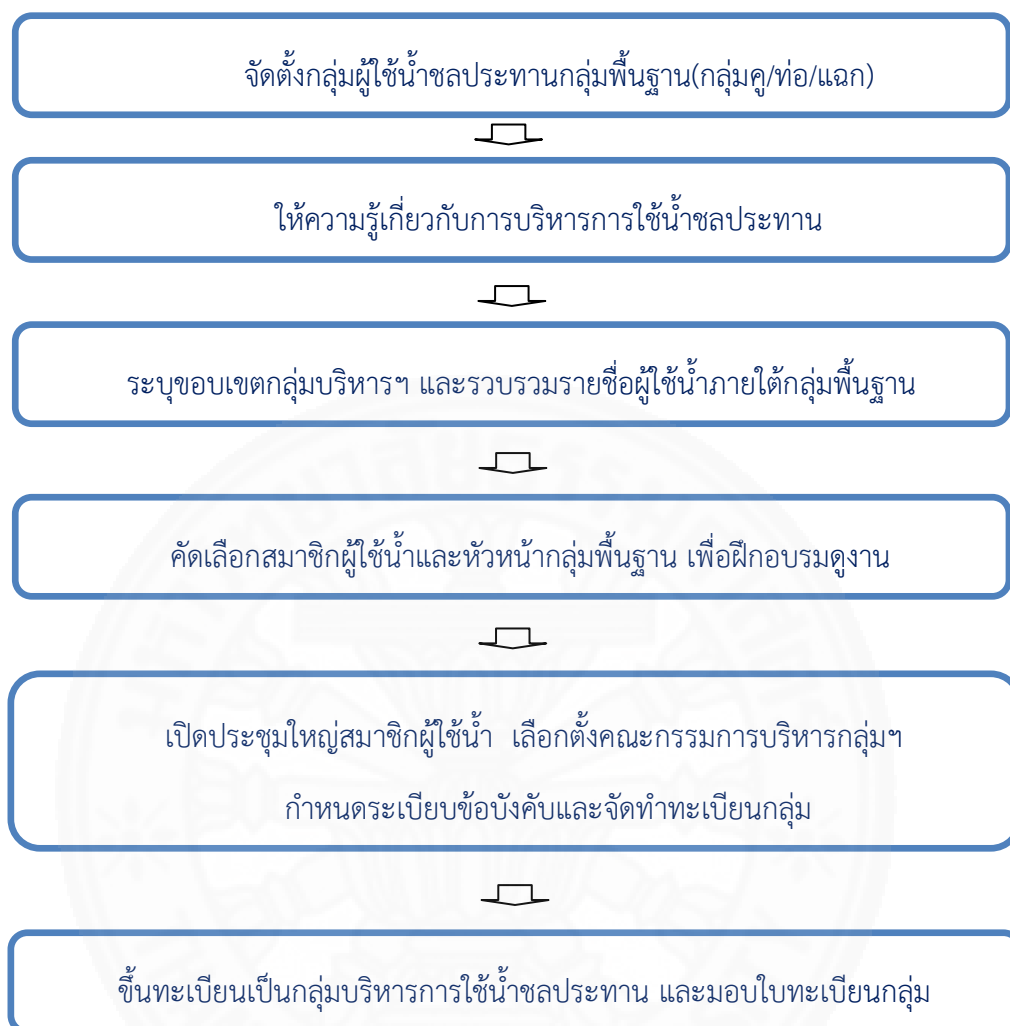 จัดตั้งกลุ่มผู้ใช้น้ำชลประทานกลุ่มพื้นฐาน(กลุ่มคู/ท่อ/แฉก)
ให้ความรู้เกี่ยวกับการบริหารการใช้น้ำชลประทาน
ระบุขอบเขตกลุ่มบริหารฯ และรวบรวมรายชื่อผู้ใช้น้ำภายใต้กลุ่มพื้นฐาน
คัดเลือกสมาชิกผู้ใช้น้ำและหัวหน้ากลุ่มพื้นฐาน เพื่อฝึกอบรมดูงาน
เปิดประชุมใหญ่สมาชิกผู้ใช้น้ำ เลือกตั้งคณะกรรมการบริหารกลุ่มฯ
กำหนดระเบียบข้อบังคับและจัดทำทะเบียนกลุ่ม
ขึ้นทะเบียนเป็นกลุ่มบริหารการใช้น้ำชลประทาน และมอบใบทะเบียนกลุ่ม